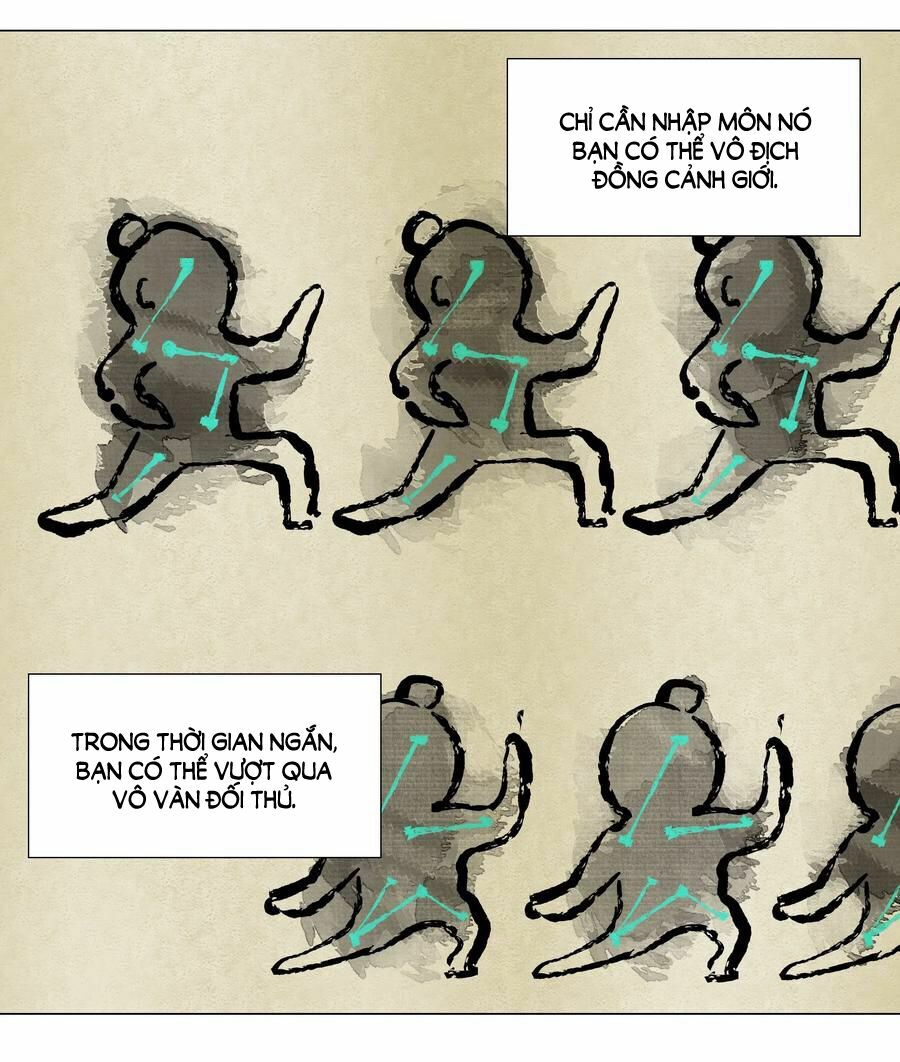 CHỈ CẦN NHẬP MÔN NÓ
BẠN CÓ THỂ VÔ ĐỊCH
ĐỒNG CẢNH GIỚI.
TRONG THỜI GIAN NGẮN,
BẠN CÓ THỂ VƯỢT QUA
VÔ VÀN ĐỐI THỦ.